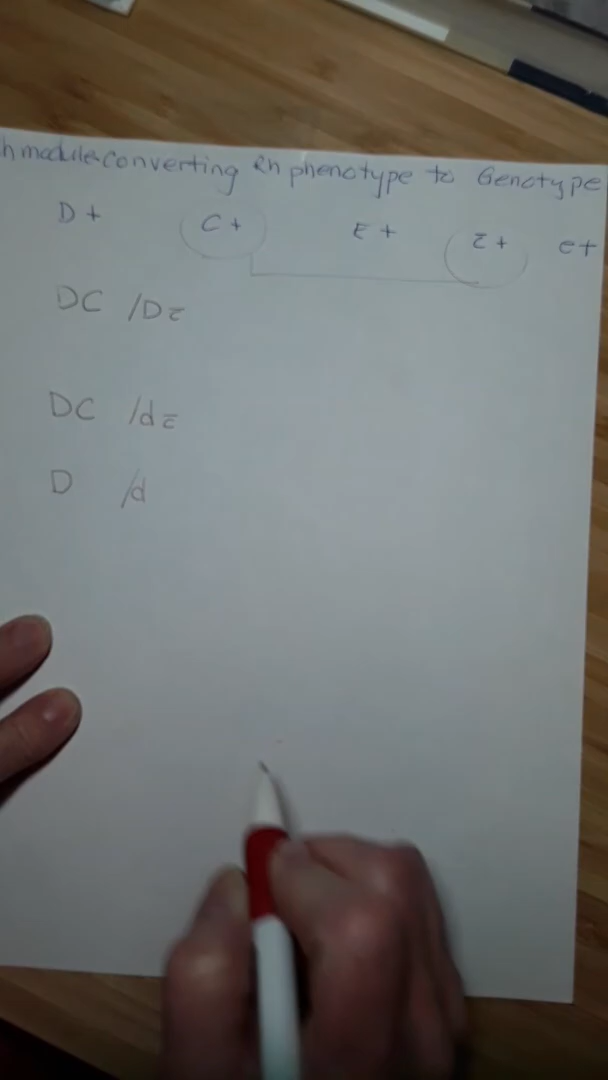 h module converting Rh phenotype to Genotype
D + C + E + c̄ + e+
DC /Dc̄
DC /dc̄
D /d